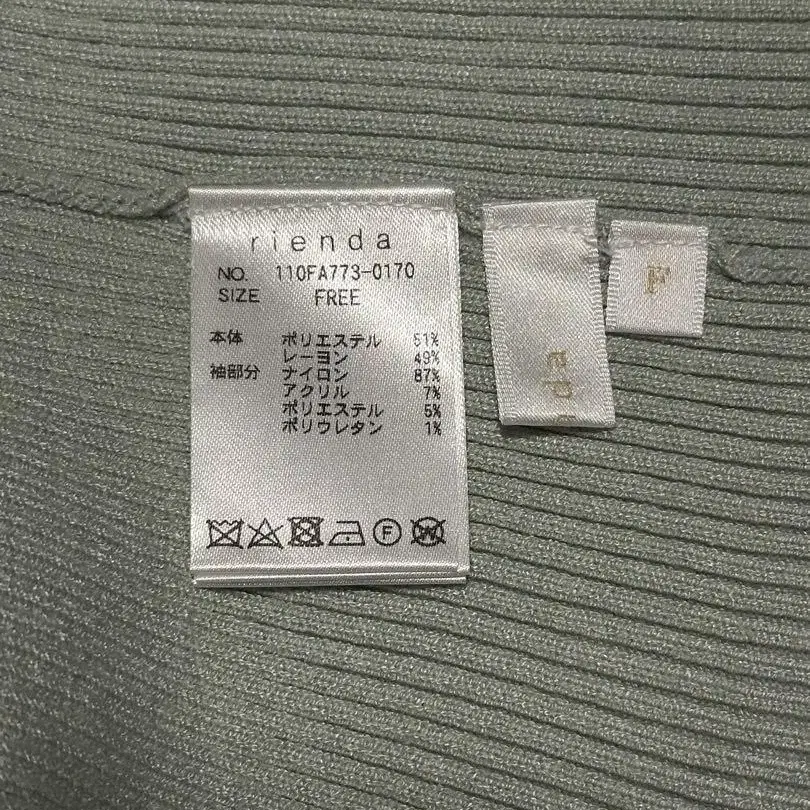 rienda
NO. 110FA773-0170
SIZE FREE
本体 ポリエステル 51%
レーヨン 49%
袖部分 ナイロン 87%
アクリル 7%
ポリエステル 5%
ポリウレタン 1%
F W
F